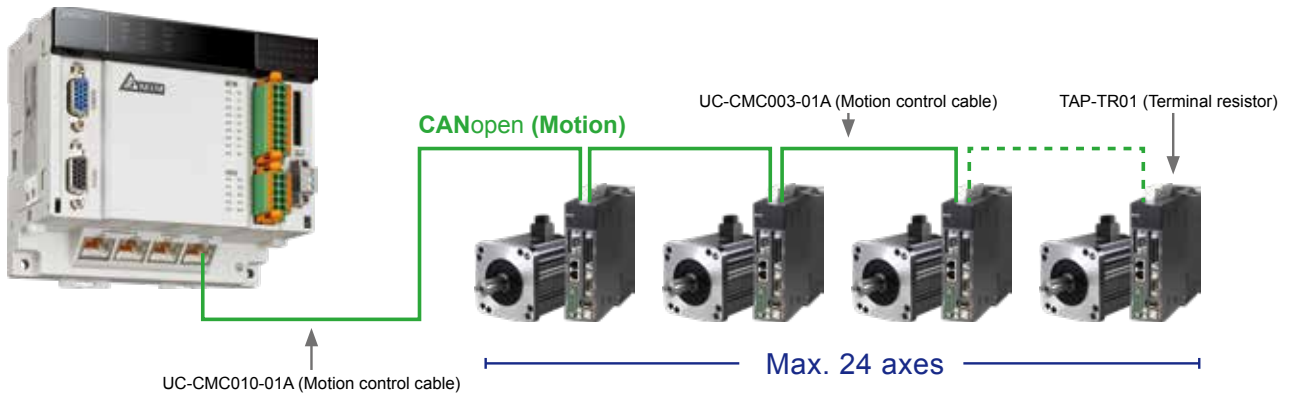 UC-CMC003-01A (Motion control cable)
TAP-TR01 (Terminal resistor)
CANopen (Motion)
Max. 24 axes
UC-CMC010-01A (Motion control cable)